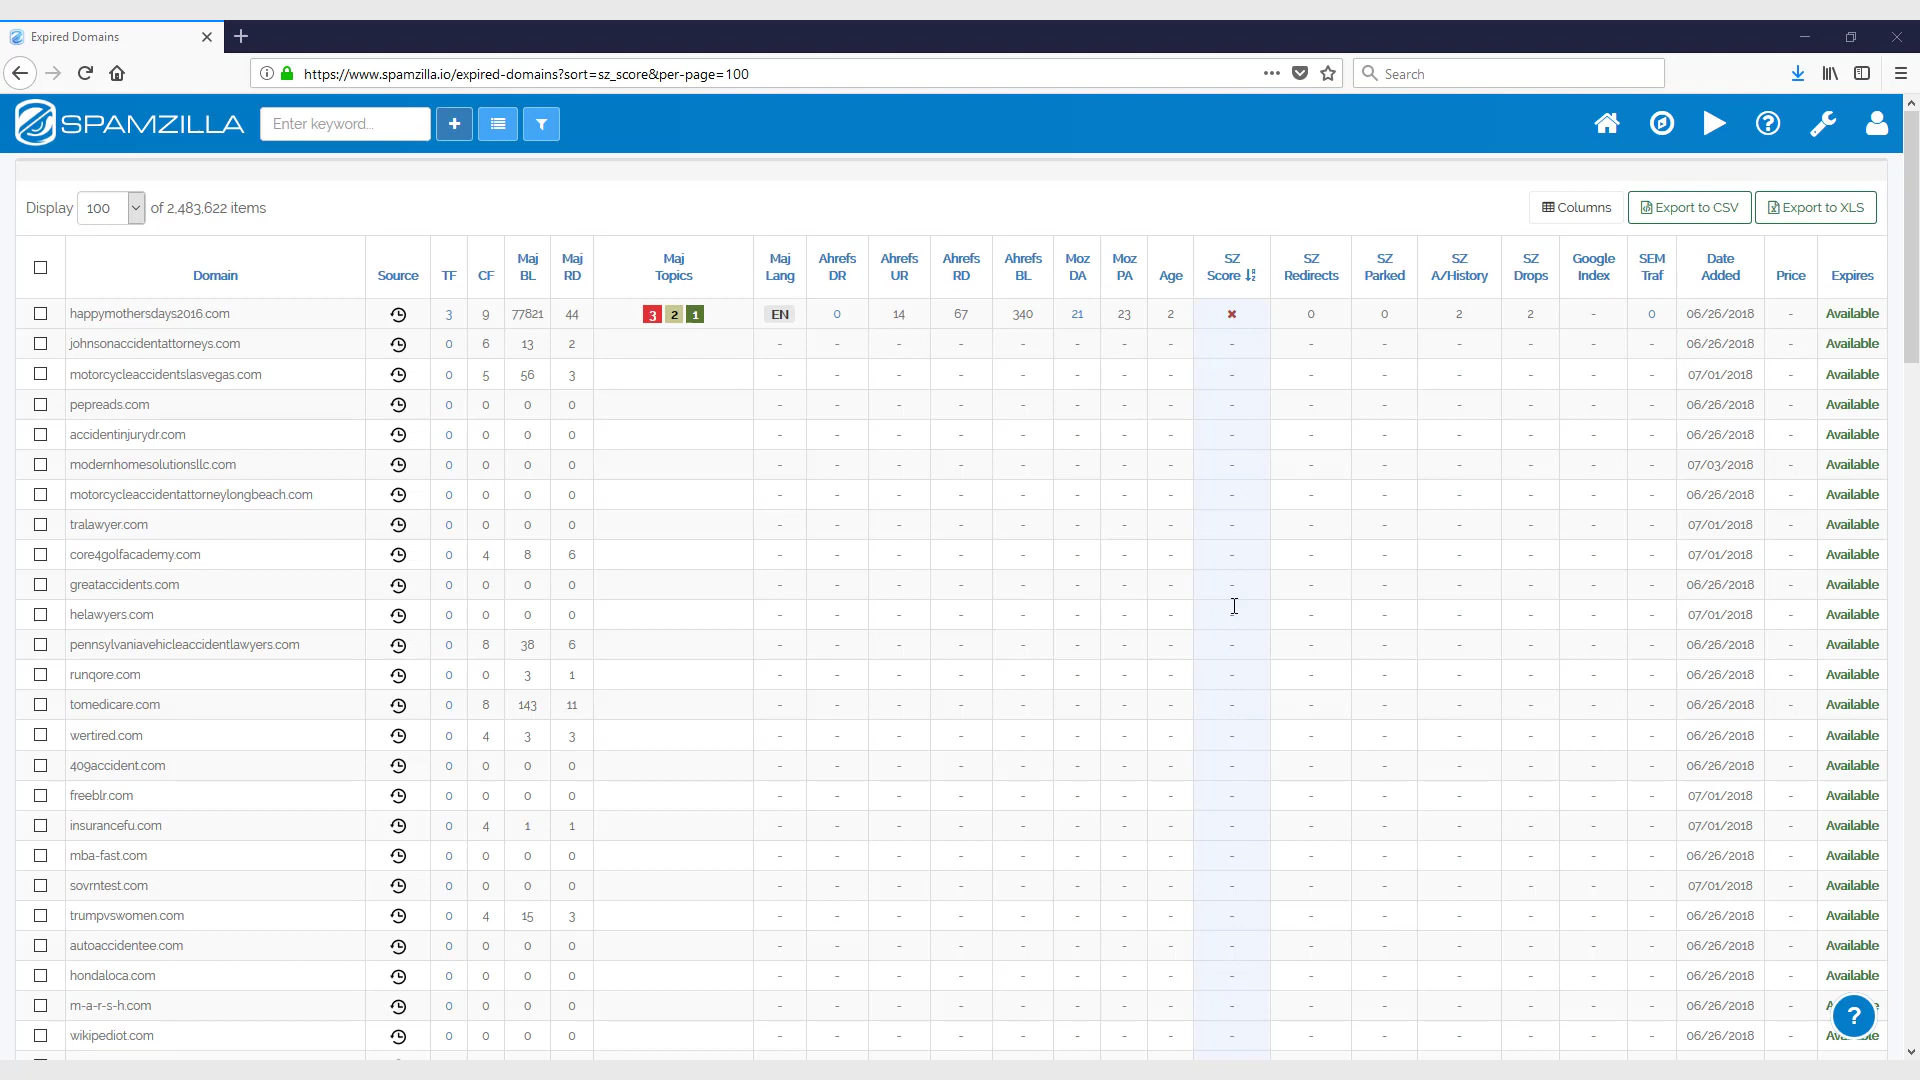 Expired Domains
https://www.spamzilla.io/expired-domains?sort=sz_score&per-page=100
Search
SPAMZILLA
Enter keyword...
Display 100 of 2,483,622 items
Columns Export to CSV Export to XLS
Domain Source TF CF Maj BL Maj RD Maj Topics Maj Lang Ahrefs DR Ahrefs UR Ahrefs RD Ahrefs BL Moz DA Moz PA Age SZ Score SZ Redirects SZ Parked SZ A/History SZ Drops Google Index SEM Traf Date Added Price Expires
happymothersdays2016.com 3 9 77821 44 3 2 1 EN 0 14 67 340 21 23 2 0 0 2 2 - 0 06/26/2018 - Available
johnsonaccidentattorneys.com 0 6 13 2 - - - - - - - - - - - - - - - 06/26/2018 - Available
motorcycleaccidentslasvegas.com 0 5 56 3 - - - - - - - - - - - - - - - 07/01/2018 - Available
pepreads.com 0 0 0 0 - - - - - - - - - - - - - - - 06/26/2018 - Available
accidentinjurydr.com 0 0 0 0 - - - - - - - - - - - - - - - 06/26/2018 - Available
modernhomesolutionsllc.com 0 0 0 0 - - - - - - - - - - - - - - - 07/03/2018 - Available
motorcycleaccidentattorneylongbeach.com 0 0 0 0 - - - - - - - - - - - - - - - 06/26/2018 - Available
tralawyer.com 0 0 0 0 - - - - - - - - - - - - - - - 07/01/2018 - Available
core4golfacademy.com 0 4 8 6 - - - - - - - - - - - - - - - 07/01/2018 - Available
greataccidents.com 0 0 0 0 - - - - - - - - - - - - - - - 06/26/2018 - Available
helawyers.com 0 0 0 0 - - - - - - - - - - - - - - - 07/01/2018 - Available
pennsylvaniavehicleaccidentlawyers.com 0 8 38 6 - - - - - - - - - - - - - - - 06/26/2018 - Available
runqore.com 0 0 3 1 - - - - - - - - - - - - - - - 06/26/2018 - Available
tomedicare.com 0 8 143 11 - - - - - - - - - - - - - - - 06/26/2018 - Available
wertired.com 0 4 3 3 - - - - - - - - - - - - - - - 06/26/2018 - Available
409accident.com 0 0 0 0 - - - - - - - - - - - - - - - 06/26/2018 - Available
freeblr.com 0 0 0 0 - - - - - - - - - - - - - - - 07/01/2018 - Available
insurancefu.com 0 4 1 1 - - - - - - - - - - - - - - - 07/01/2018 - Available
mba-fast.com 0 0 0 0 - - - - - - - - - - - - - - - 06/26/2018 - Available
sovrntest.com 0 0 0 0 - - - - - - - - - - - - - - - 07/01/2018 - Available
trumpvswomen.com 0 4 15 3 - - - - - - - - - - - - - - - 06/26/2018 - Available
autoaccidentee.com 0 0 0 0 - - - - - - - - - - - - - - - 06/26/2018 - Available
hondaloca.com 0 0 0 0 - - - - - - - - - - - - - - - 06/26/2018 - Available
m-a-r-s-h.com 0 0 0 0 - - - - - - - - - - - - - - - 06/26/2018 -
wikipediot.com 0 0 0 0 - - - - - - - - - - - - - - - 06/26/2018 -